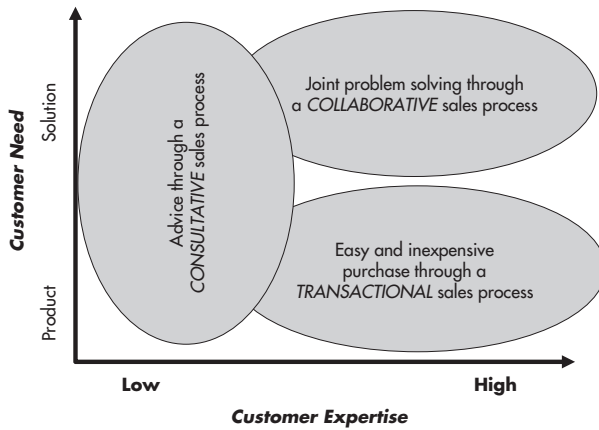 Customer Need
Solution
Product
Advice through a
CONSULTATIVE sales process
Joint problem solving through
a COLLABORATIVE sales process
Easy and inexpensive
purchase through a
TRANSACTIONAL sales process
Low
High
Customer Expertise